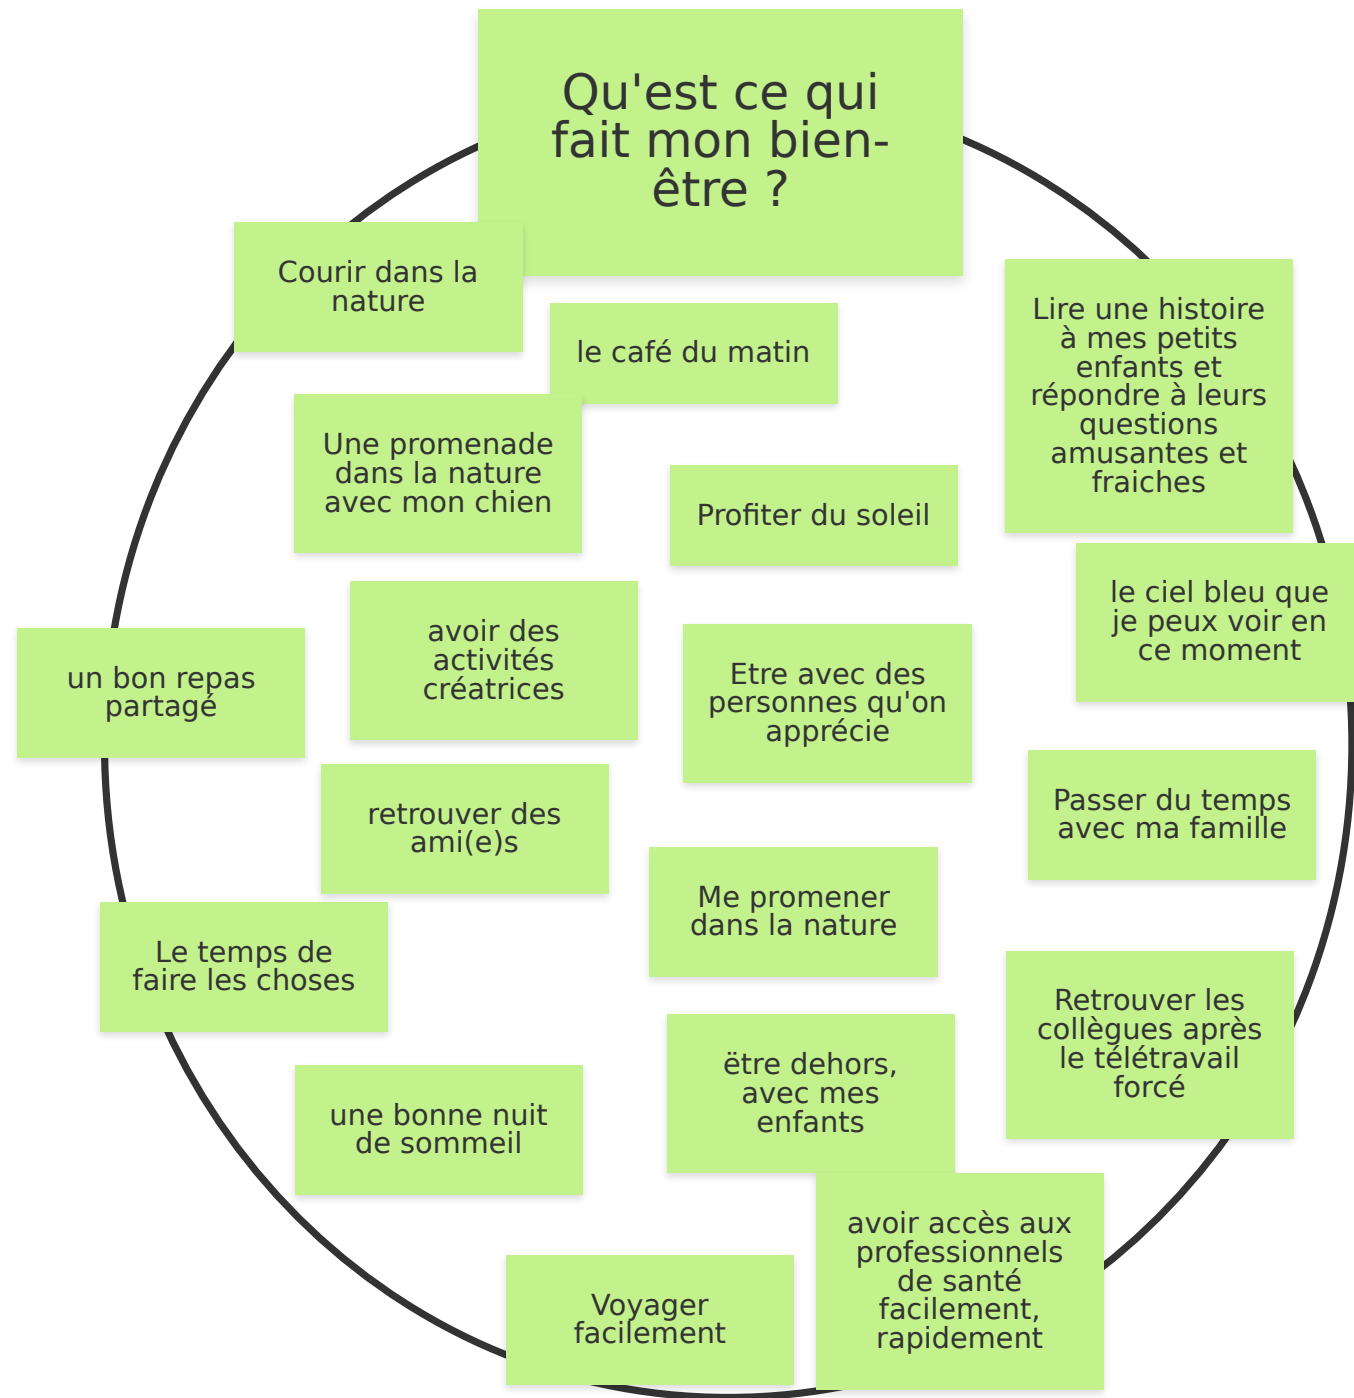 Qu'est ce qui
fait mon bien-
être ?
Courir dans la
nature
le café du matin
Lire une histoire
à mes petits
enfants et
répondre à leurs
questions
amusantes et
fraiches
Une promenade
dans la nature
avec mon chien
Profiter du soleil
le ciel bleu que
je peux voir en
ce moment
avoir des
activités
créatrices
un bon repas
partagé
Etre avec des
personnes qu'on
apprécie
Passer du temps
avec ma famille
retrouver des
ami(e)s
Me promener
dans la nature
Le temps de
faire les choses
Retrouver les
collègues après
le télétravail
forcé
ëtre dehors,
avec mes
enfants
une bonne nuit
de sommeil
avoir accès aux
professionnels
de santé
facilement,
rapidement
Voyager
facilement